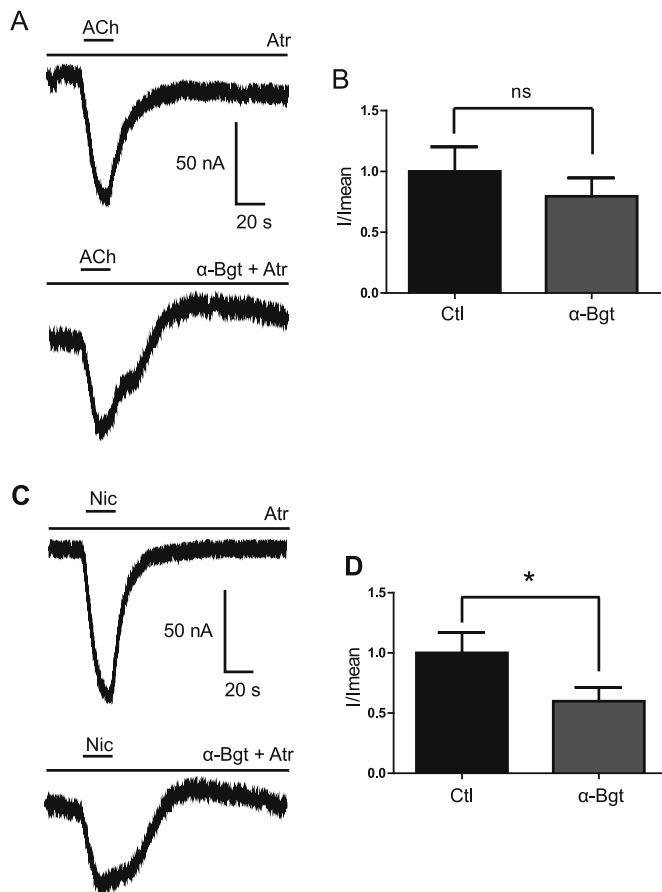 A
ACh
Atr
50 nA
20 s
ACh
α-Bgt + Atr
B
ns
1.5
1.0
0.5
0.0
I/Imean
Ctl
α-Bgt
C
Nic
Atr
50 nA
20 s
Nic
α-Bgt + Atr
D
*
1.5
1.0
0.5
0.0
I/Imean
Ctl
α-Bgt